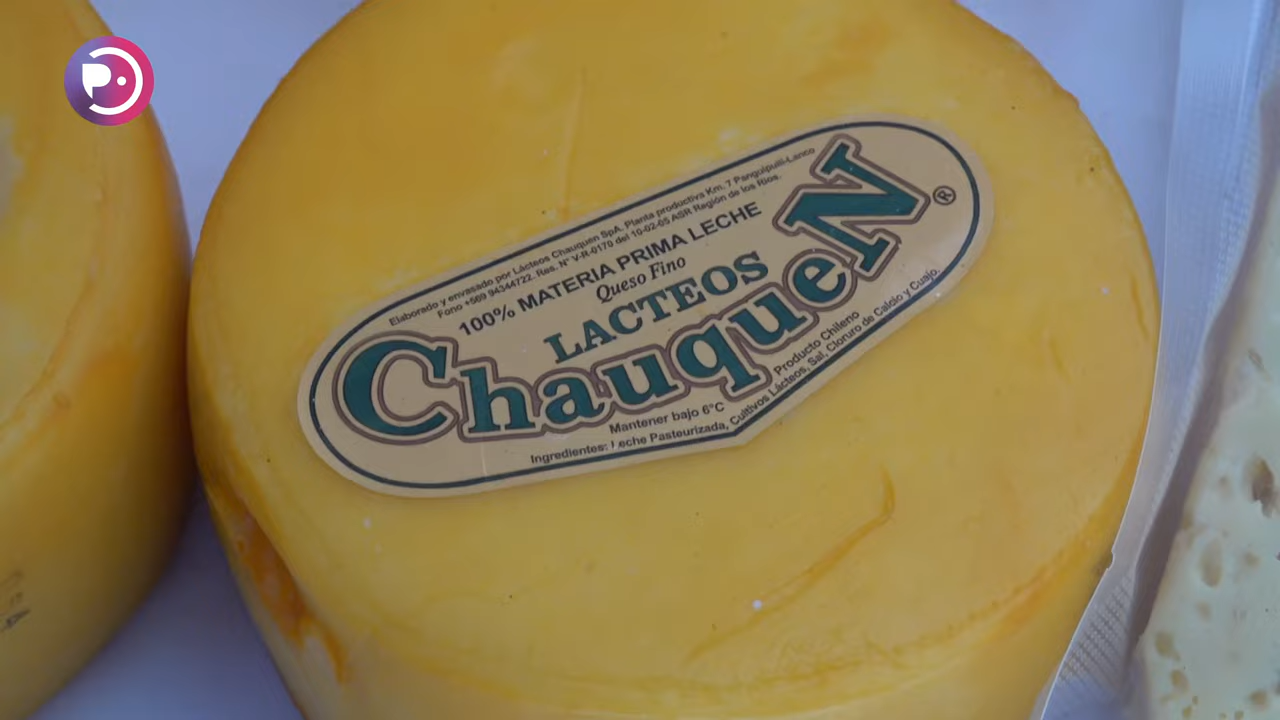 Elaborado y envasado por Lácteos Chauquen SpA. Planta productiva Km. 7 Panguipulli-Lanco
Fono +569 94344722. Res. N° V-R-0170 del 10-02-05 ASR Región de los Ríos.
100% MATERIA PRIMA LECHE
Queso Fino
LACTEOS
ChauqueN ®
Producto Chileno
Mantener bajo 6°C
Ingredientes: Leche Pasteurizada, Cultivos Lácteos, Sal, Cloruro de Calcio y Cuajo.